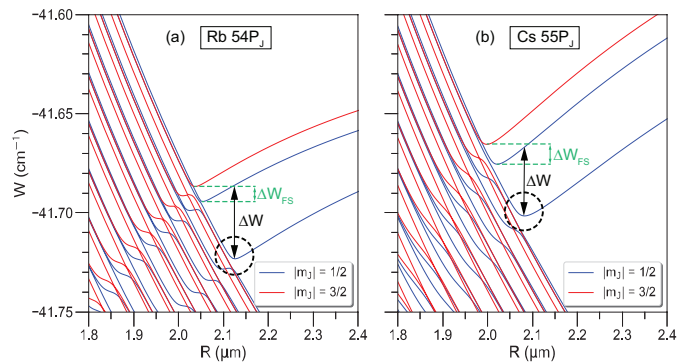 (a) Rb 54P_J
(b) Cs 55P_J
W (cm⁻¹)
−41.60
−41.65
−41.70
−41.75
ΔW_FS
ΔW
|m_J| = 1/2
|m_J| = 3/2
1.8 1.9 2.0 2.1 2.2 2.3 2.4
R (μm)
ΔW_FS
ΔW
|m_J| = 1/2
|m_J| = 3/2
1.8 1.9 2.0 2.1 2.2 2.3 2.4
R (μm)